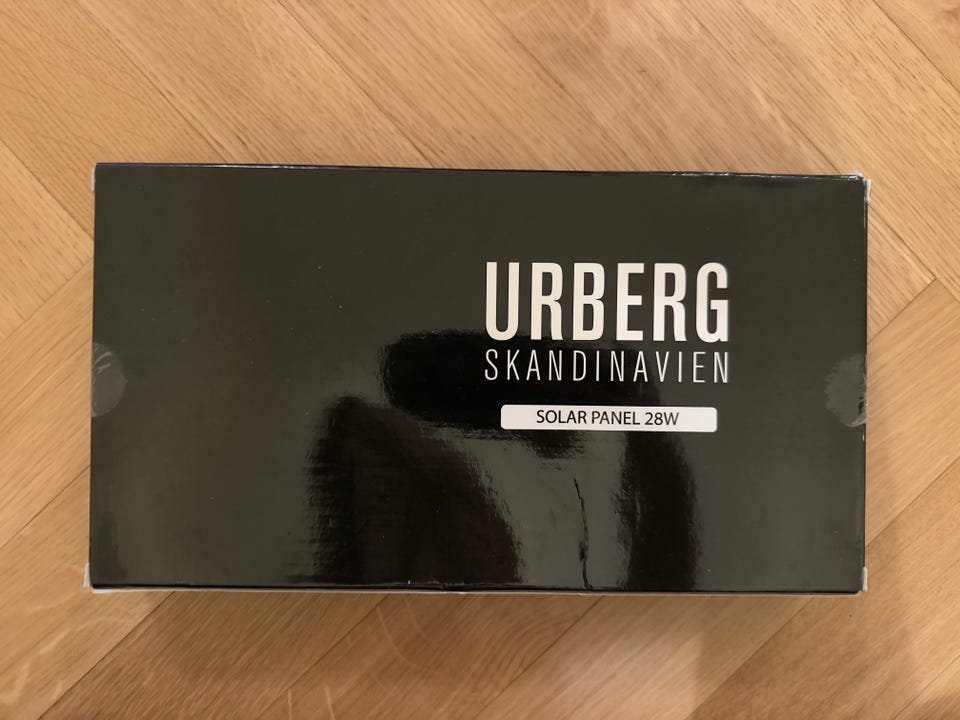 URBERG
SKANDINAVIEN
SOLAR PANEL 28W